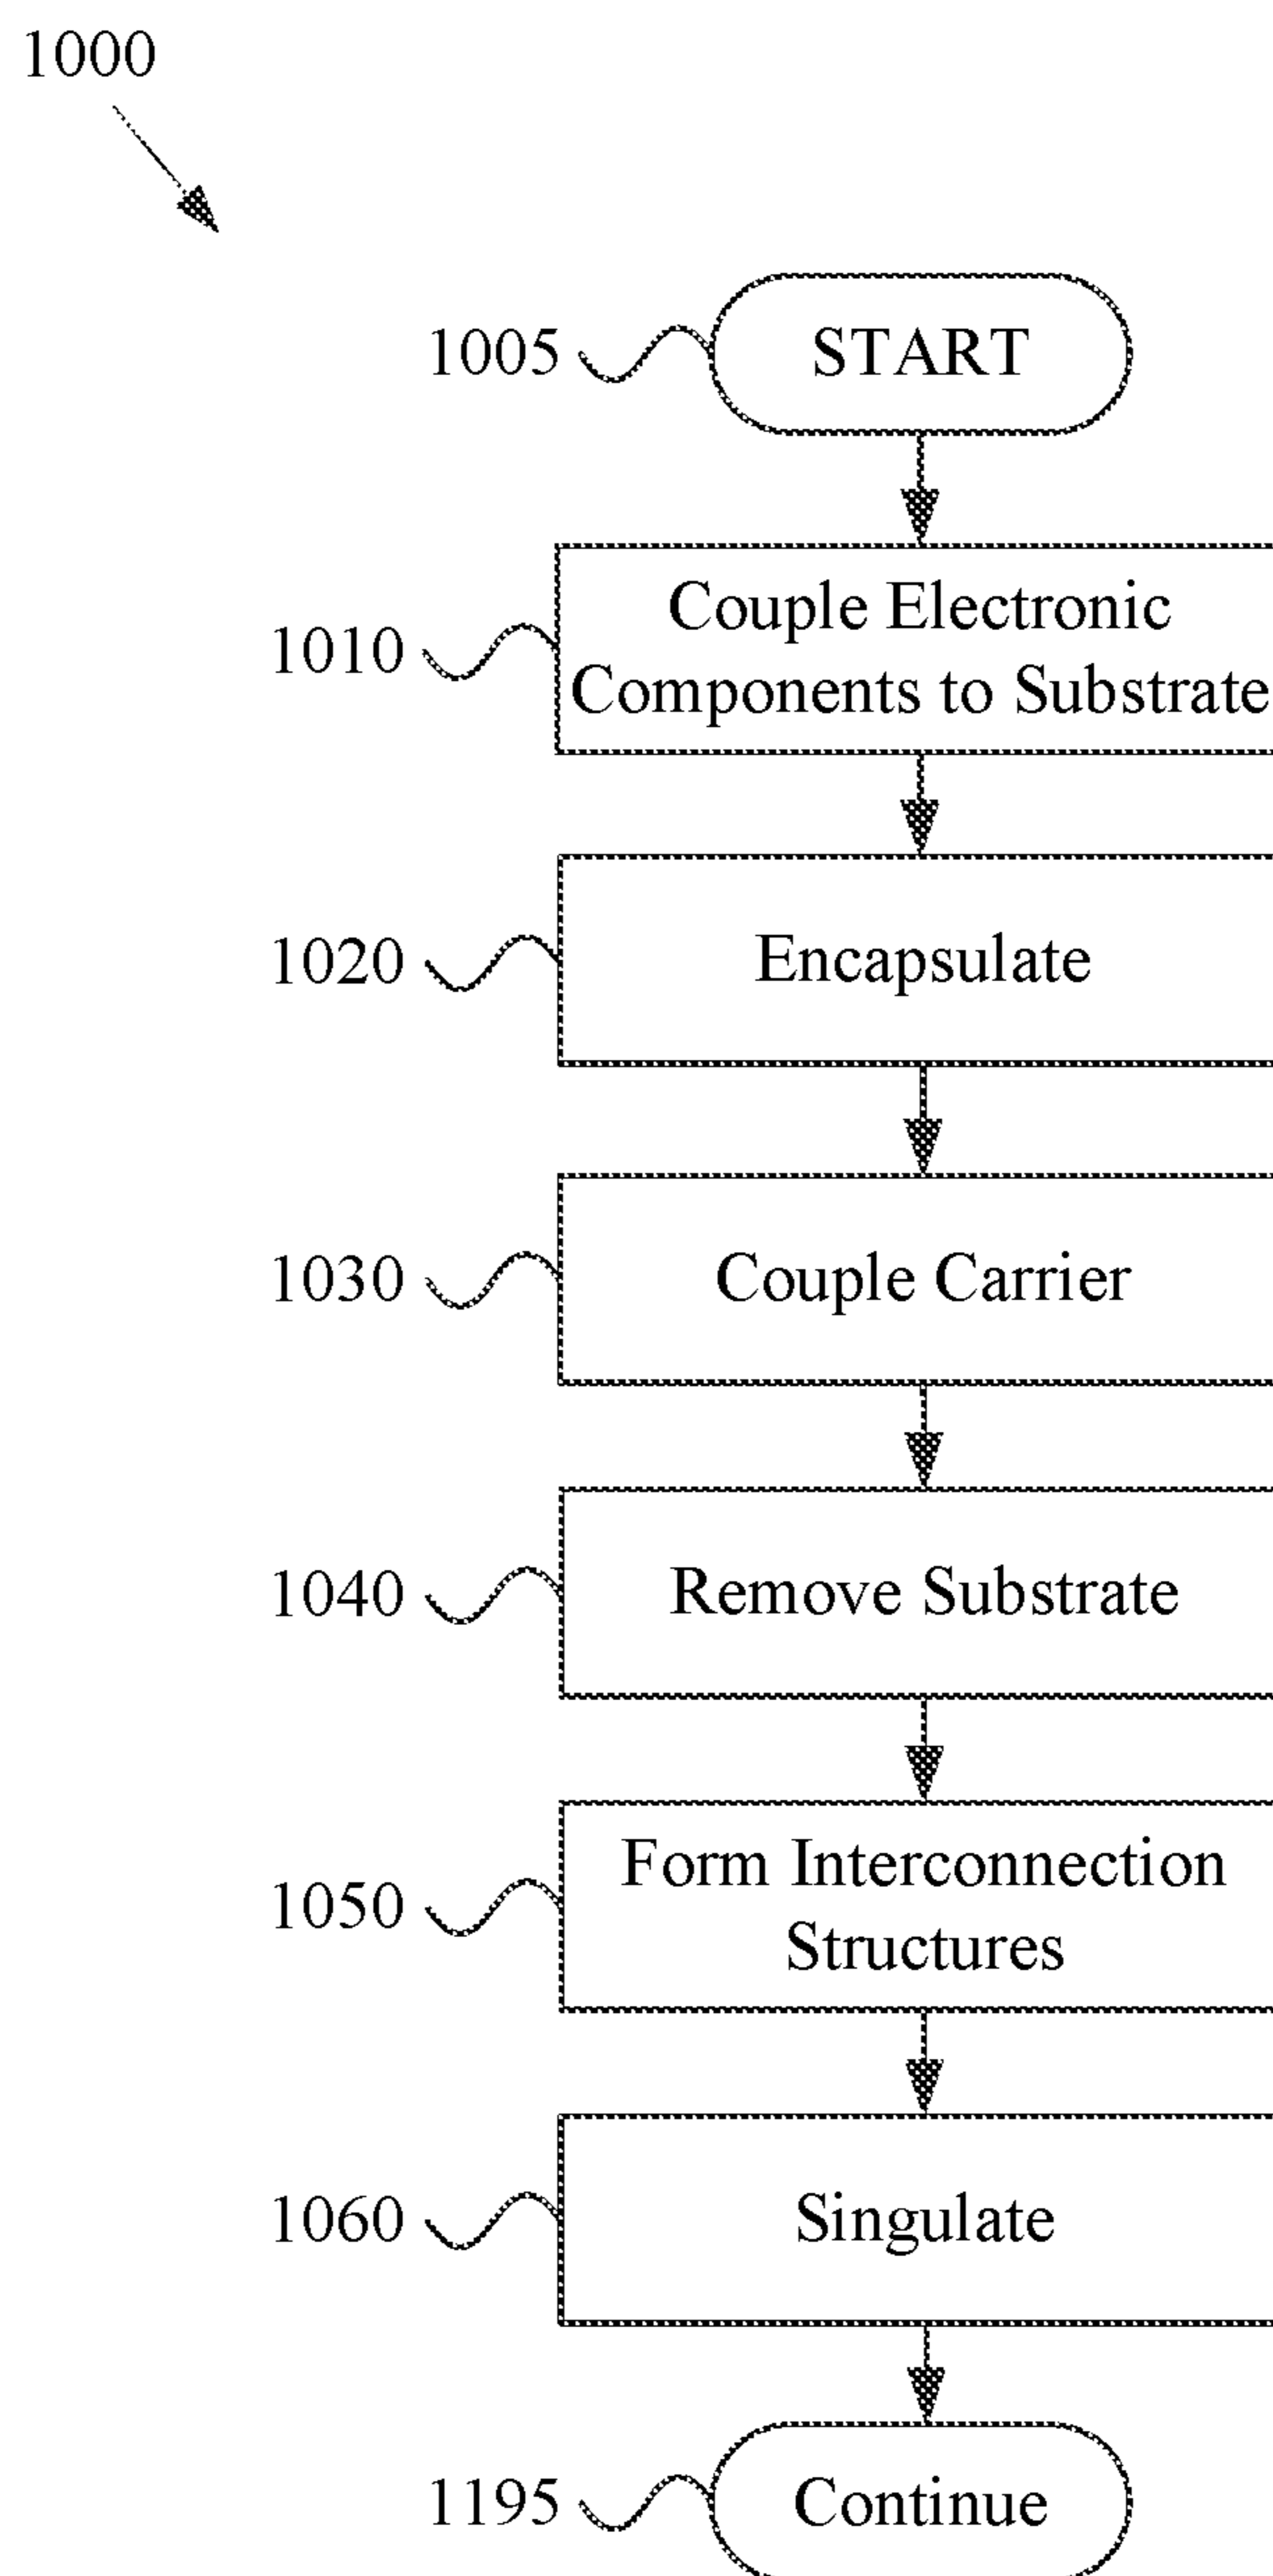 1000
1005
START
1010
Couple Electronic
Components to Substrate
1020
Encapsulate
1030
Couple Carrier
1040
Remove Substrate
1050
Form Interconnection
Structures
1060
Singulate
1195
Continue